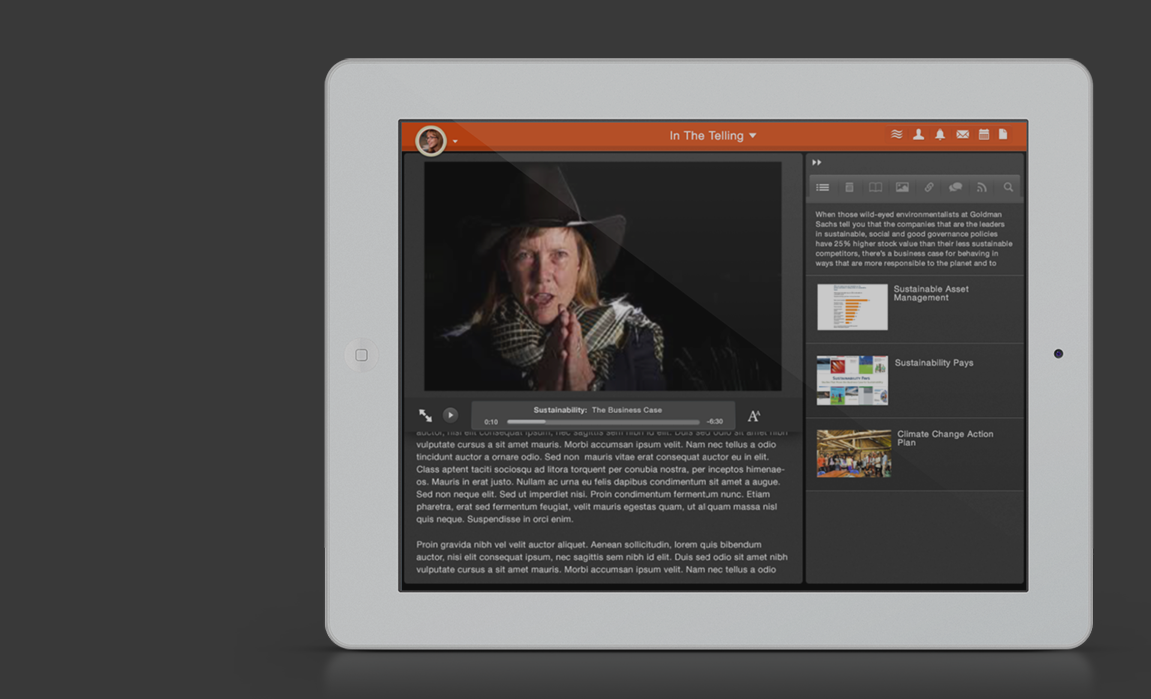 In The Telling
When those wild-eyed environmentalists at Goldman
Sachs tell you that the companies that are the leaders
in sustainable, social and good governance policies
have 25% higher stock value than their less sustainable
competitors, there's a business case for behaving in
ways that are more responsible to the planet and to
Sustainable Asset
Management
Sustainability Pays
Climate Change Action
Plan
Sustainability: The Business Case
0:10
-6:30
AA
auctor, nisi elit consequat ipsum, nec sagittis sem nibh id elit. Duis sed odio sit amet nibh
vulputate cursus a sit amet mauris. Morbi accumsan ipsum velit. Nam nec tellus a odio
tincidunt auctor a ornare odio. Sed non mauris vitae erat consequat auctor eu in elit.
Class aptent taciti sociosqu ad litora torquent per conubia nostra, per inceptos himenae-
os. Mauris in erat justo. Nullam ac urna eu felis dapibus condimentum sit amet a augue.
Sed non neque elit. Sed ut imperdiet nisi. Proin condimentum fermentum nunc. Etiam
pharetra, erat sed fermentum feugiat, velit mauris egestas quam, ut al quam massa nisl
quis neque. Suspendisse in orci enim.
Proin gravida nibh vel velit auctor aliquet. Aenean sollicitudin, lorem quis bibendum
auctor, nisi elit consequat ipsum, nec sagittis sem nibh id elit. Duis sed odio sit amet nibh
vulputate cursus a sit amet mauris. Morbi accumsan ipsum velit. Nam nec tellus a odio